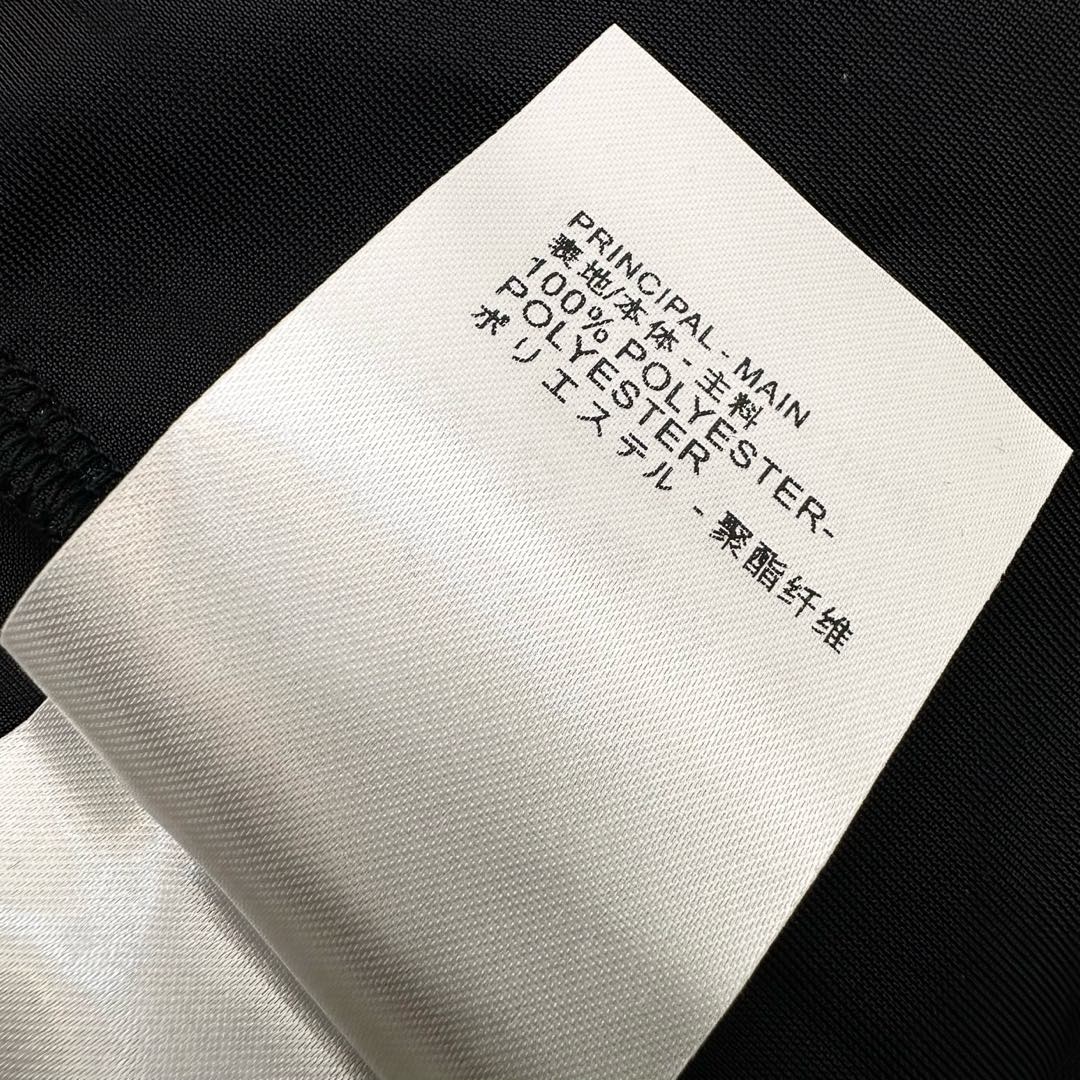 PRINCIPAL - MAIN
表地/本体 - 主料
100% POLYESTER-
POLYESTER
ポリエステル - 聚酯纤维